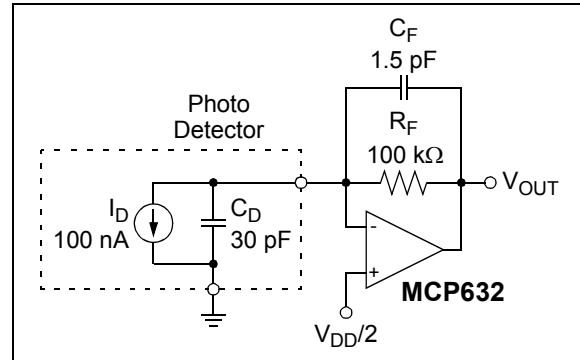 C_F
1.5 pF
Photo
Detector
R_F
100 kΩ
V_OUT
I_D
100 nA
C_D
30 pF
-
+
MCP632
V_DD/2